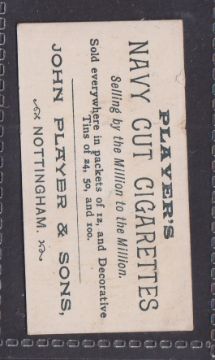 PLAYER'S
NAVY CUT CIGARETTES
Selling by the Million to the Million.
Sold everywhere in packets of 12, and Decorative
Tins of 24, 50, and 100.
JOHN PLAYER & SONS,
NOTTINGHAM.